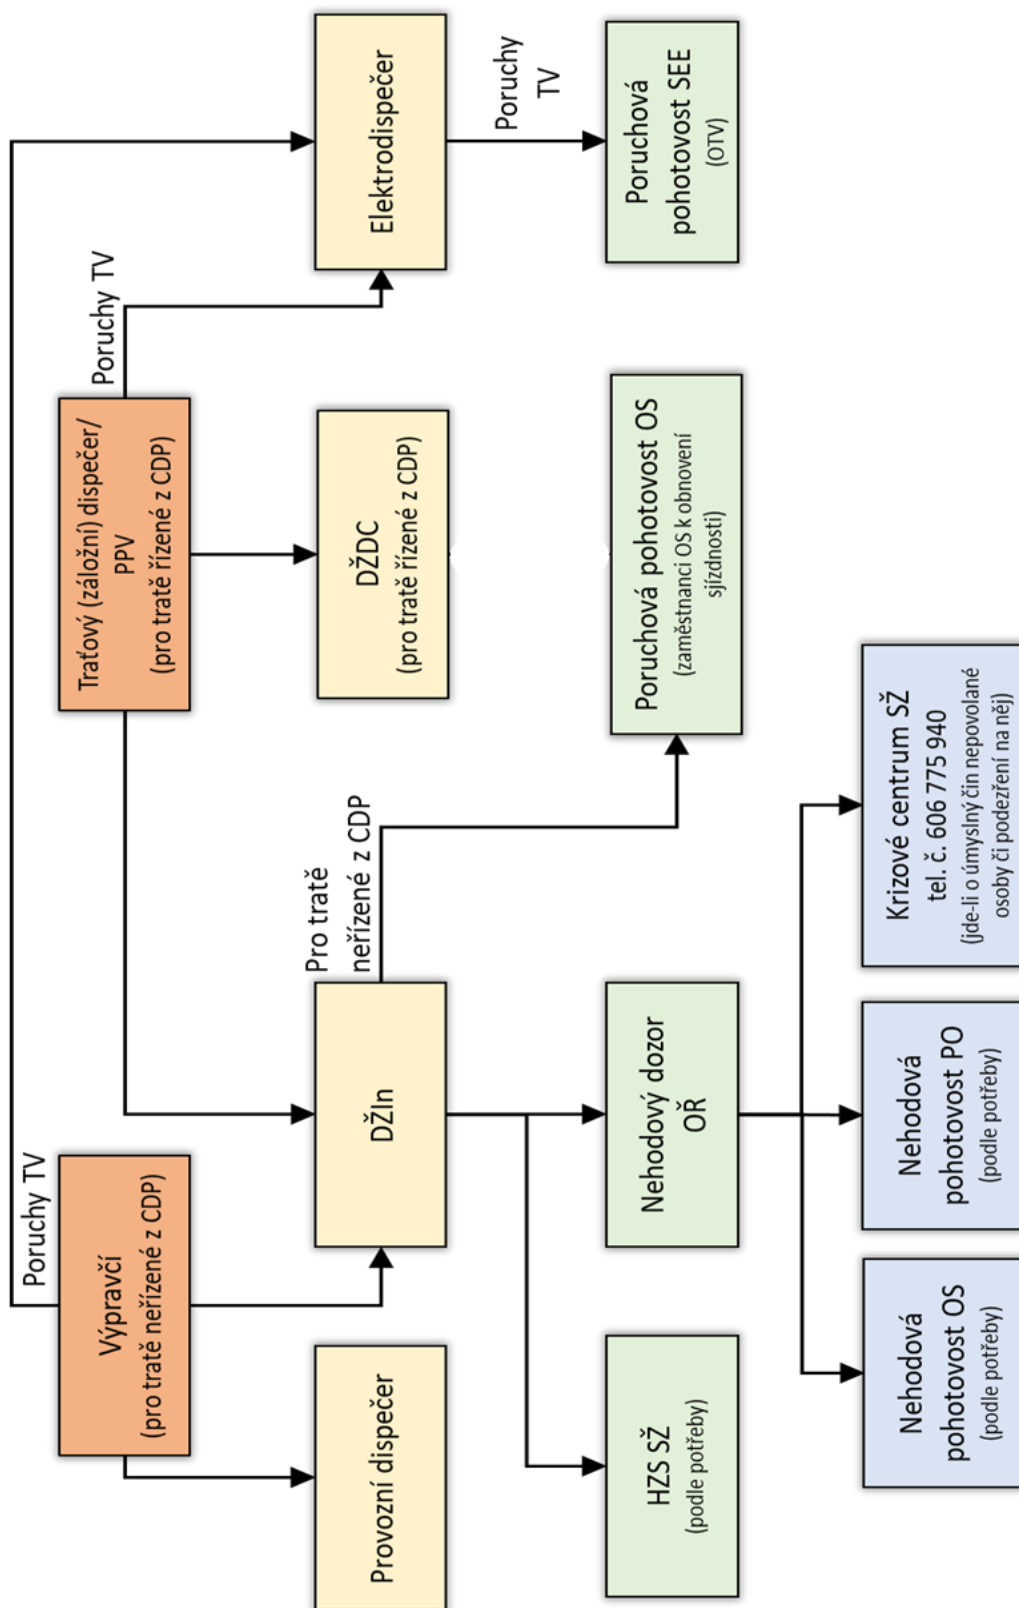 Poruchy TV
Výpravčí
(pro tratě neřízené z CDP)
Traťový (záložní) dispečer/
PPV
(pro tratě řízené z CDP)
Poruchy TV
Provozní dispečer
DŽIn
Pro tratě
neřízené z CDP
DŽDC
(pro tratě řízené z CDP)
Elektrodispečer
Poruchy
TV
HZS SŽ
(podle potřeby)
Nehodový dozor
OŘ
Poruchová pohotovost OS
(zaměstnanci OS k obnovení
sjízdnosti)
Poruchová
pohotovost SEE
(OTV)
Nehodová
pohotovost OS
(podle potřeby)
Nehodová
pohotovost PO
(podle potřeby)
Krizové centrum SŽ
tel. č. 606 775 940
(jde-li o úmyslný čin nepovolané
osoby či podezření na něj)